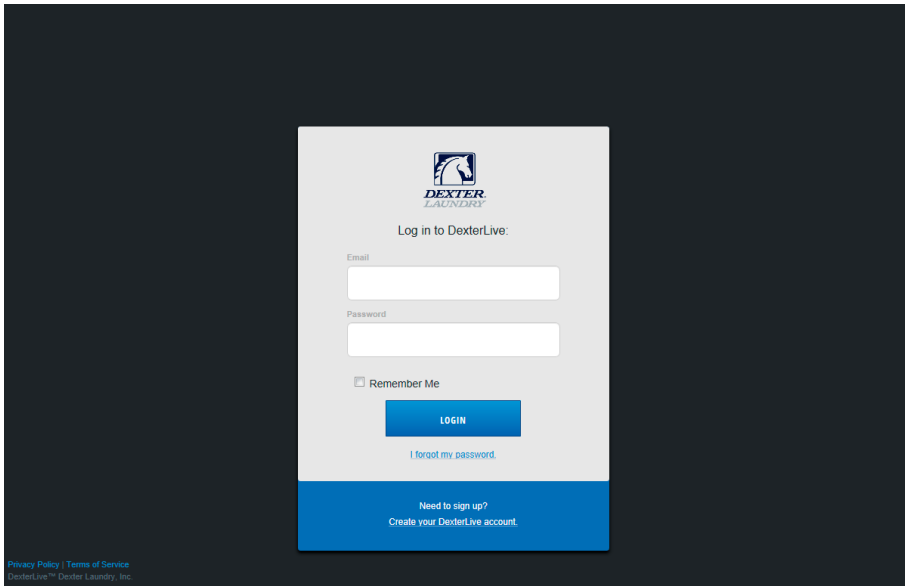 DEXTER
LAUNDRY
Log in to DexterLive:
Email
Password
Remember Me
LOGIN
I forgot my password.
Need to sign up?
Create your DexterLive account.
Privacy Policy | Terms of Service
DexterLive™ Dexter Laundry, Inc.